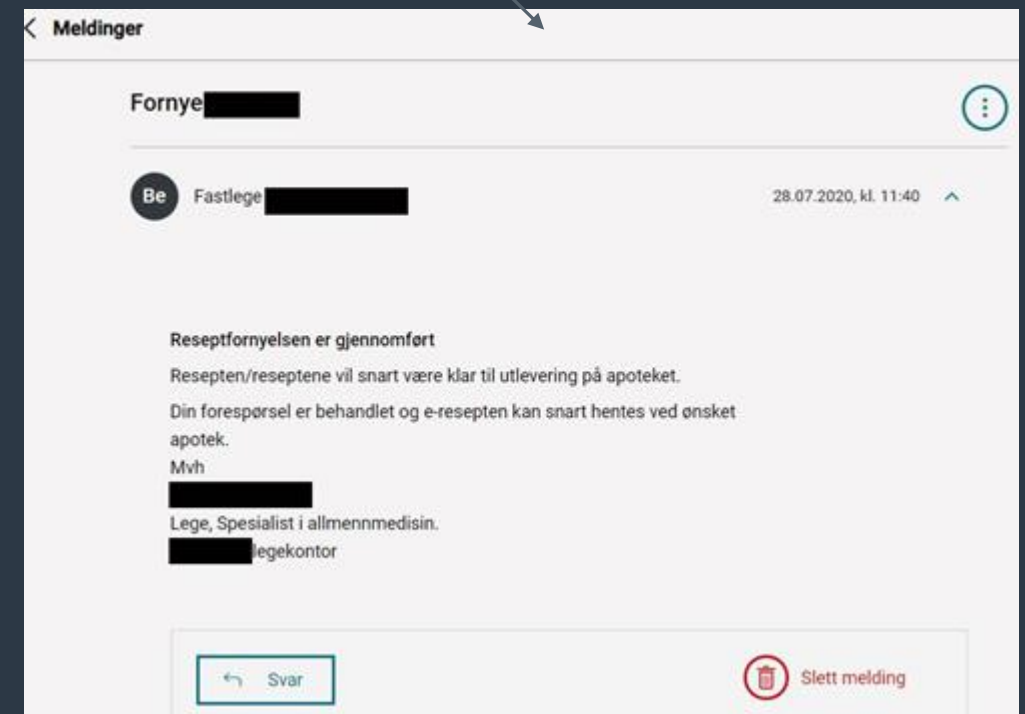 Meldinger
Fornye
Be Fastlege 28.07.2020, kl. 11:40
Reseptfornyelsen er gjennomført
Resepten/reseptene vil snart være klar til utlevering på apoteket.
Din forespørsel er behandlet og e-resepten kan snart hentes ved ønsket
apotek.
Mvh
Lege, Spesialist i allmennmedisin.
legekontor
Svar Slett melding